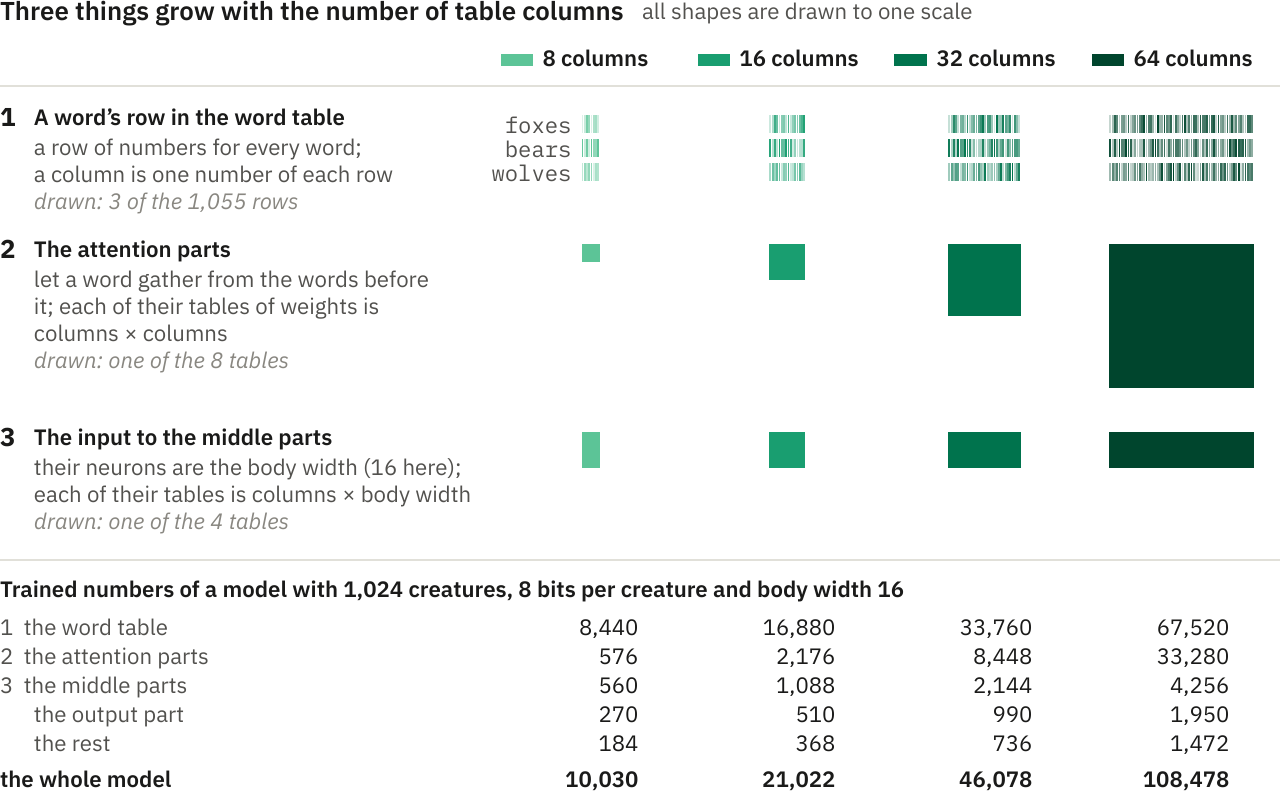 Three things grow with the number of table columns all shapes are drawn to one scale
8 columns 16 columns 32 columns 64 columns
1 A word’s row in the word table
a row of numbers for every word;
a column is one number of each row
drawn: 3 of the 1,055 rows
foxes
bears
wolves
2 The attention parts
let a word gather from the words before
it; each of their tables of weights is
columns × columns
drawn: one of the 8 tables
3 The input to the middle parts
their neurons are the body width (16 here);
each of their tables is columns × body width
drawn: one of the 4 tables
Trained numbers of a model with 1,024 creatures, 8 bits per creature and body width 16
1 the word table 8,440 16,880 33,760 67,520
2 the attention parts 576 2,176 8,448 33,280
3 the middle parts 560 1,088 2,144 4,256
the output part 270 510 990 1,950
the rest 184 368 736 1,472
the whole model 10,030 21,022 46,078 108,478